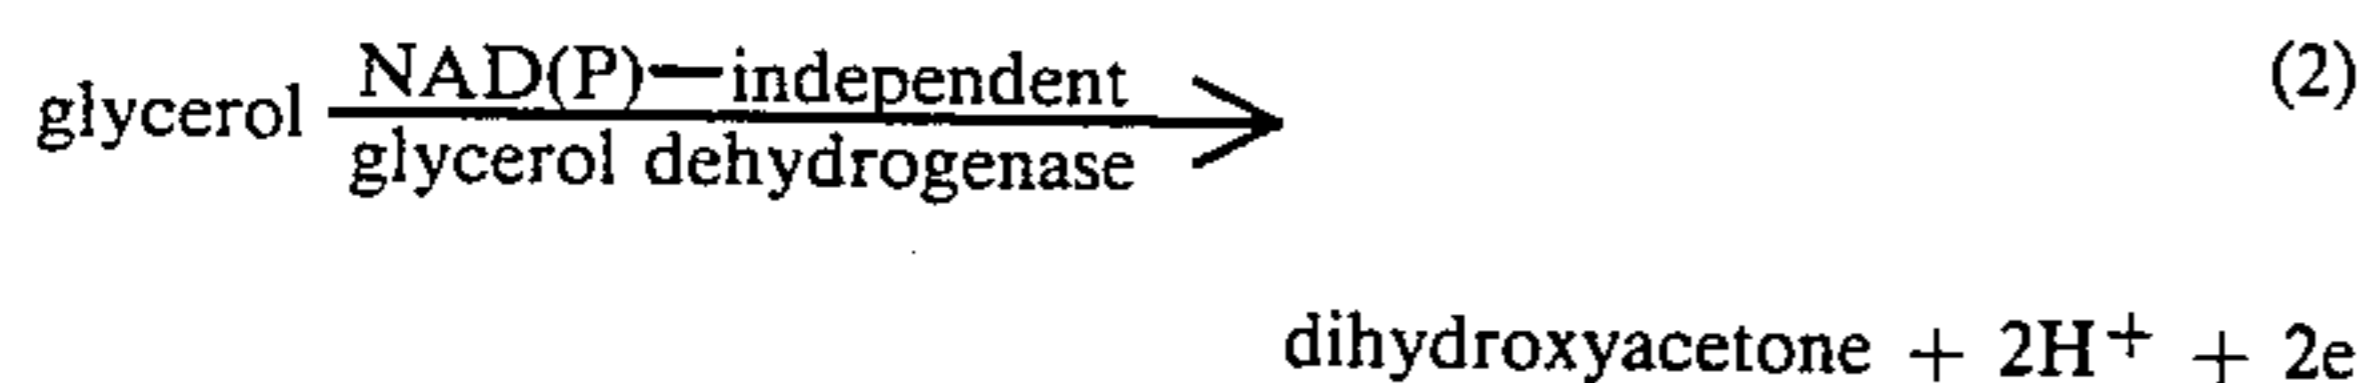 NAD(P)—independent (2)
glycerol
glycerol dehydrogenase
dihydroxyacetone + 2H⁺ + 2e